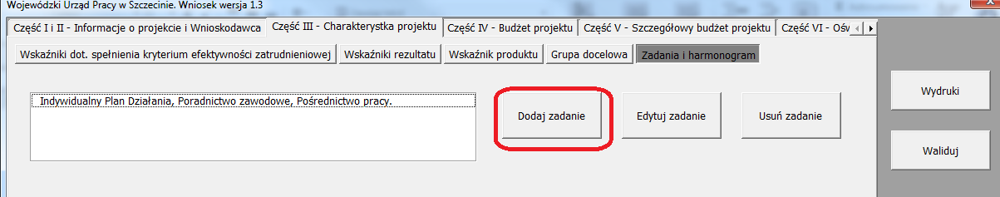 Wojewódzki Urząd Pracy w Szczecinie. Wniosek wersja 1.3
Część I i II - Informacje o projekcie i Wnioskodawca Część III - Charakterystka projektu Część IV - Budżet projektu Część V - Szczegółowy budżet projektu Część VI - Ośw
Wskaźniki dot. spełnienia kryterium efektywności zatrudnieniowej Wskaźniki rezultatu Wskaźnik produktu Grupa docelowa Zadania i harmonogram
Indywidualny Plan Działania, Poradnictwo zawodowe, Pośrednictwo pracy.
Dodaj zadanie Edytuj zadanie Usuń zadanie
Wydruki
Waliduj